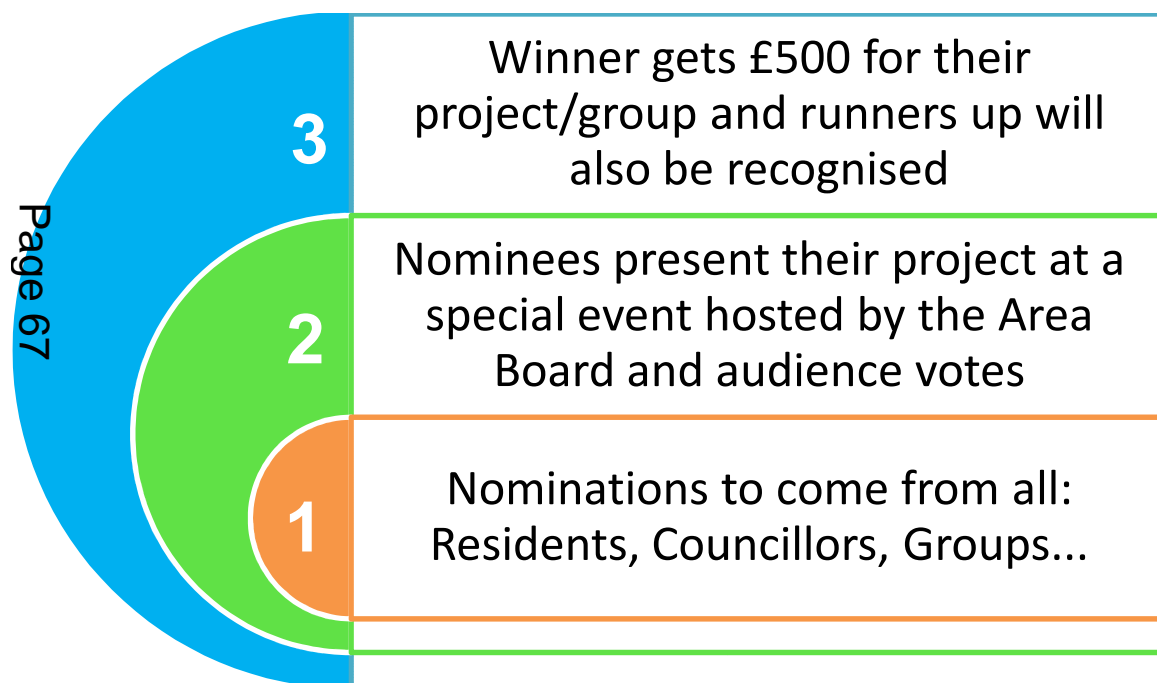 3
Winner gets £500 for their
project/group and runners up will
also be recognised
Page 67
2
Nominees present their project at a
special event hosted by the Area
Board and audience votes
1
Nominations to come from all:
Residents, Councillors, Groups...